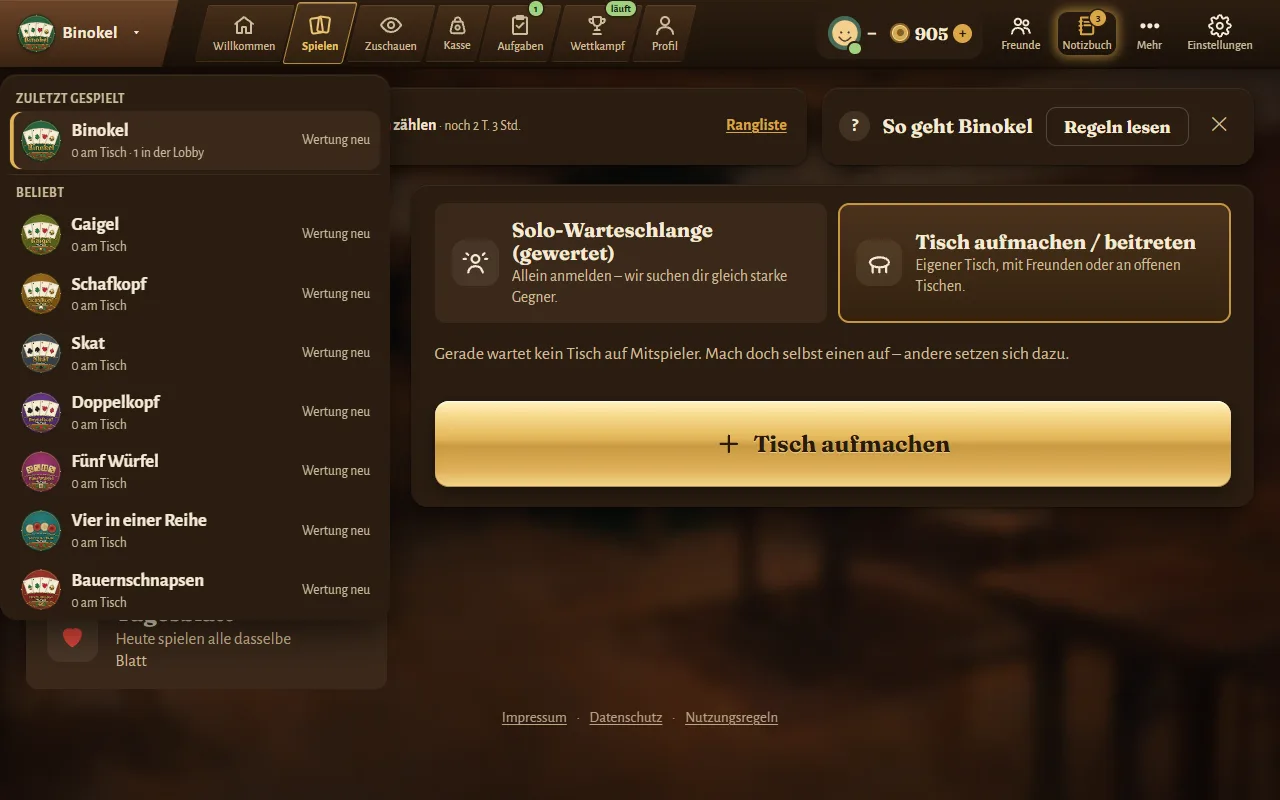 Binokel
Willkommen
Spielen
Zuschauen
Kasse
1
Aufgaben
läuft
Wettkampf
Profil
–
905
+
Freunde
3
Notizbuch
Mehr
Einstellungen
ZULETZT GESPIELT
Binokel
0 am Tisch · 1 in der Lobby
Wertung neu
BELIEBT
Gaigel
0 am Tisch
Wertung neu
Schafkopf
0 am Tisch
Wertung neu
Skat
0 am Tisch
Wertung neu
Doppelkopf
0 am Tisch
Wertung neu
Fünf Würfel
0 am Tisch
Wertung neu
Vier in einer Reihe
0 am Tisch
Wertung neu
Bauernschnapsen
0 am Tisch
Wertung neu
Heute spielen alle dasselbe
Blatt
zählen · noch 2 T. 3 Std.
Rangliste
? So geht Binokel
Regeln lesen
Solo-Warteschlange
(gewertet)
Allein anmelden – wir suchen dir gleich starke
Gegner.
Tisch aufmachen / beitreten
Eigener Tisch, mit Freunden oder an offenen
Tischen.
Gerade wartet kein Tisch auf Mitspieler. Mach doch selbst einen auf – andere setzen sich dazu.
+ Tisch aufmachen
Impressum · Datenschutz · Nutzungsregeln